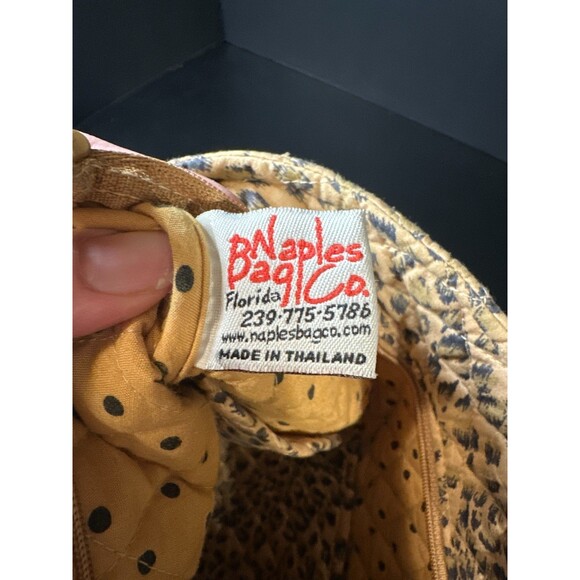 Naples
Bag Co.
Florida
239-775-5786
www.naplesbagco.com
MADE IN THAILAND